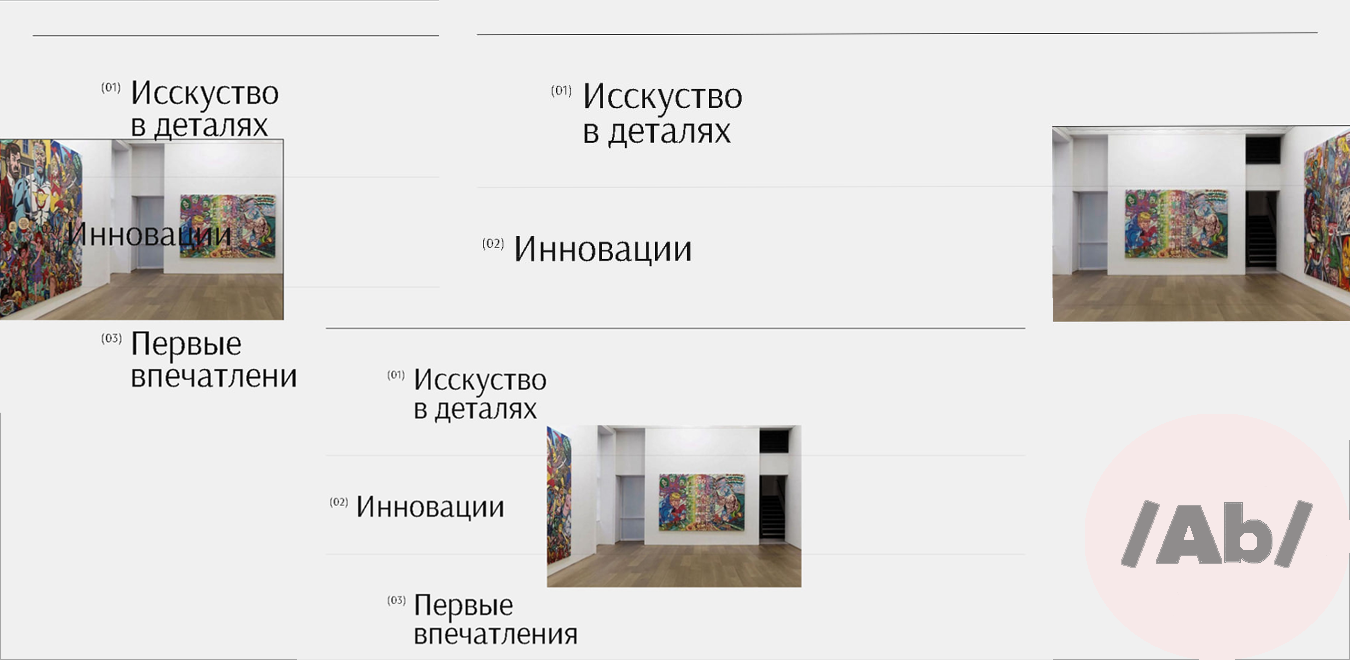 (01) Исскуство
в деталях
Инновации
(03) Первые
впечатлени
(01) Исскуство
в деталях
(02) Инновации
(01) Исскуство
в деталях
(02) Инновации
(03) Первые
впечатления
/Ab/